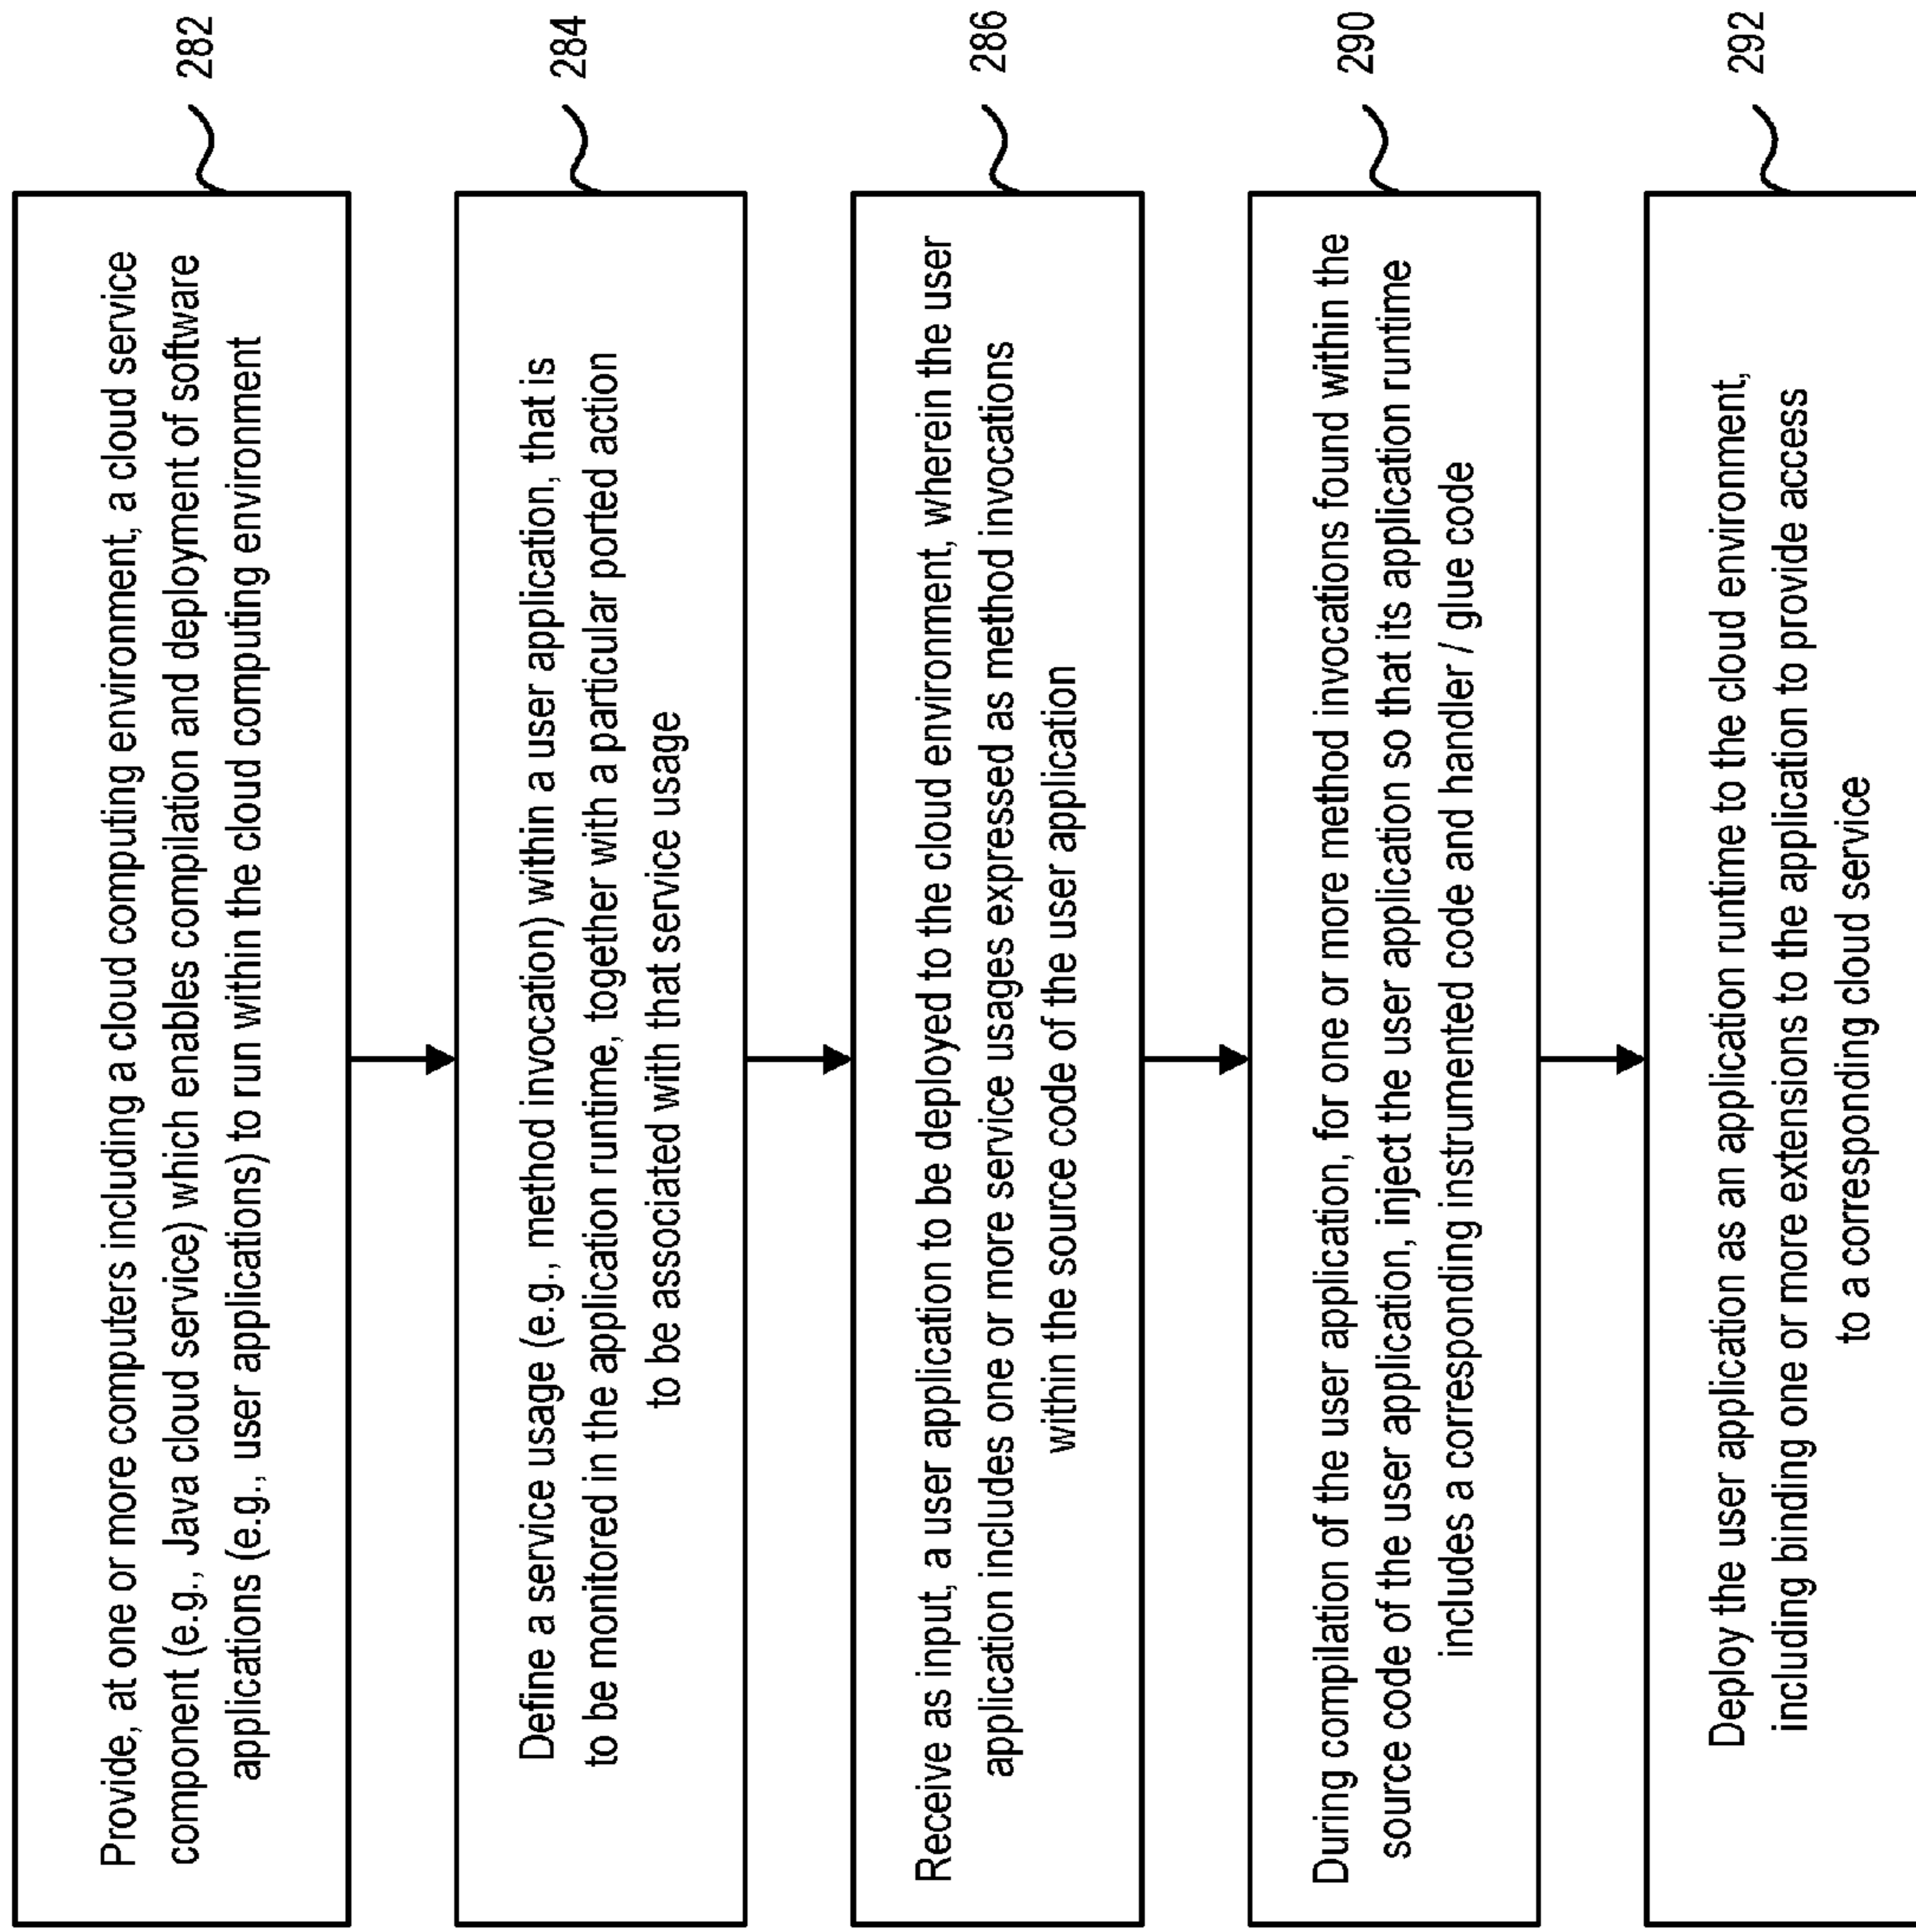 Provide, at one or more computers including a cloud computing environment, a cloud service
component (e.g., Java cloud service) which enables compilation and deployment of software
applications (e.g., user applications) to run within the cloud computing environment
282
Define a service usage (e.g., method invocation) within a user application, that is
to be monitored in the application runtime, together with a particular ported action
to be associated with that service usage
284
Receive as input, a user application to be deployed to the cloud environment, wherein the user
application includes one or more service usages expressed as method invocations
within the source code of the user application
286
During compilation of the user application, for one or more method invocations found within the
source code of the user application, inject the user application so that its application runtime
includes a corresponding instrumented code and handler / glue code
290
Deploy the user application as an application runtime to the cloud environment,
including binding one or more extensions to the application to provide access
to a corresponding cloud service
292